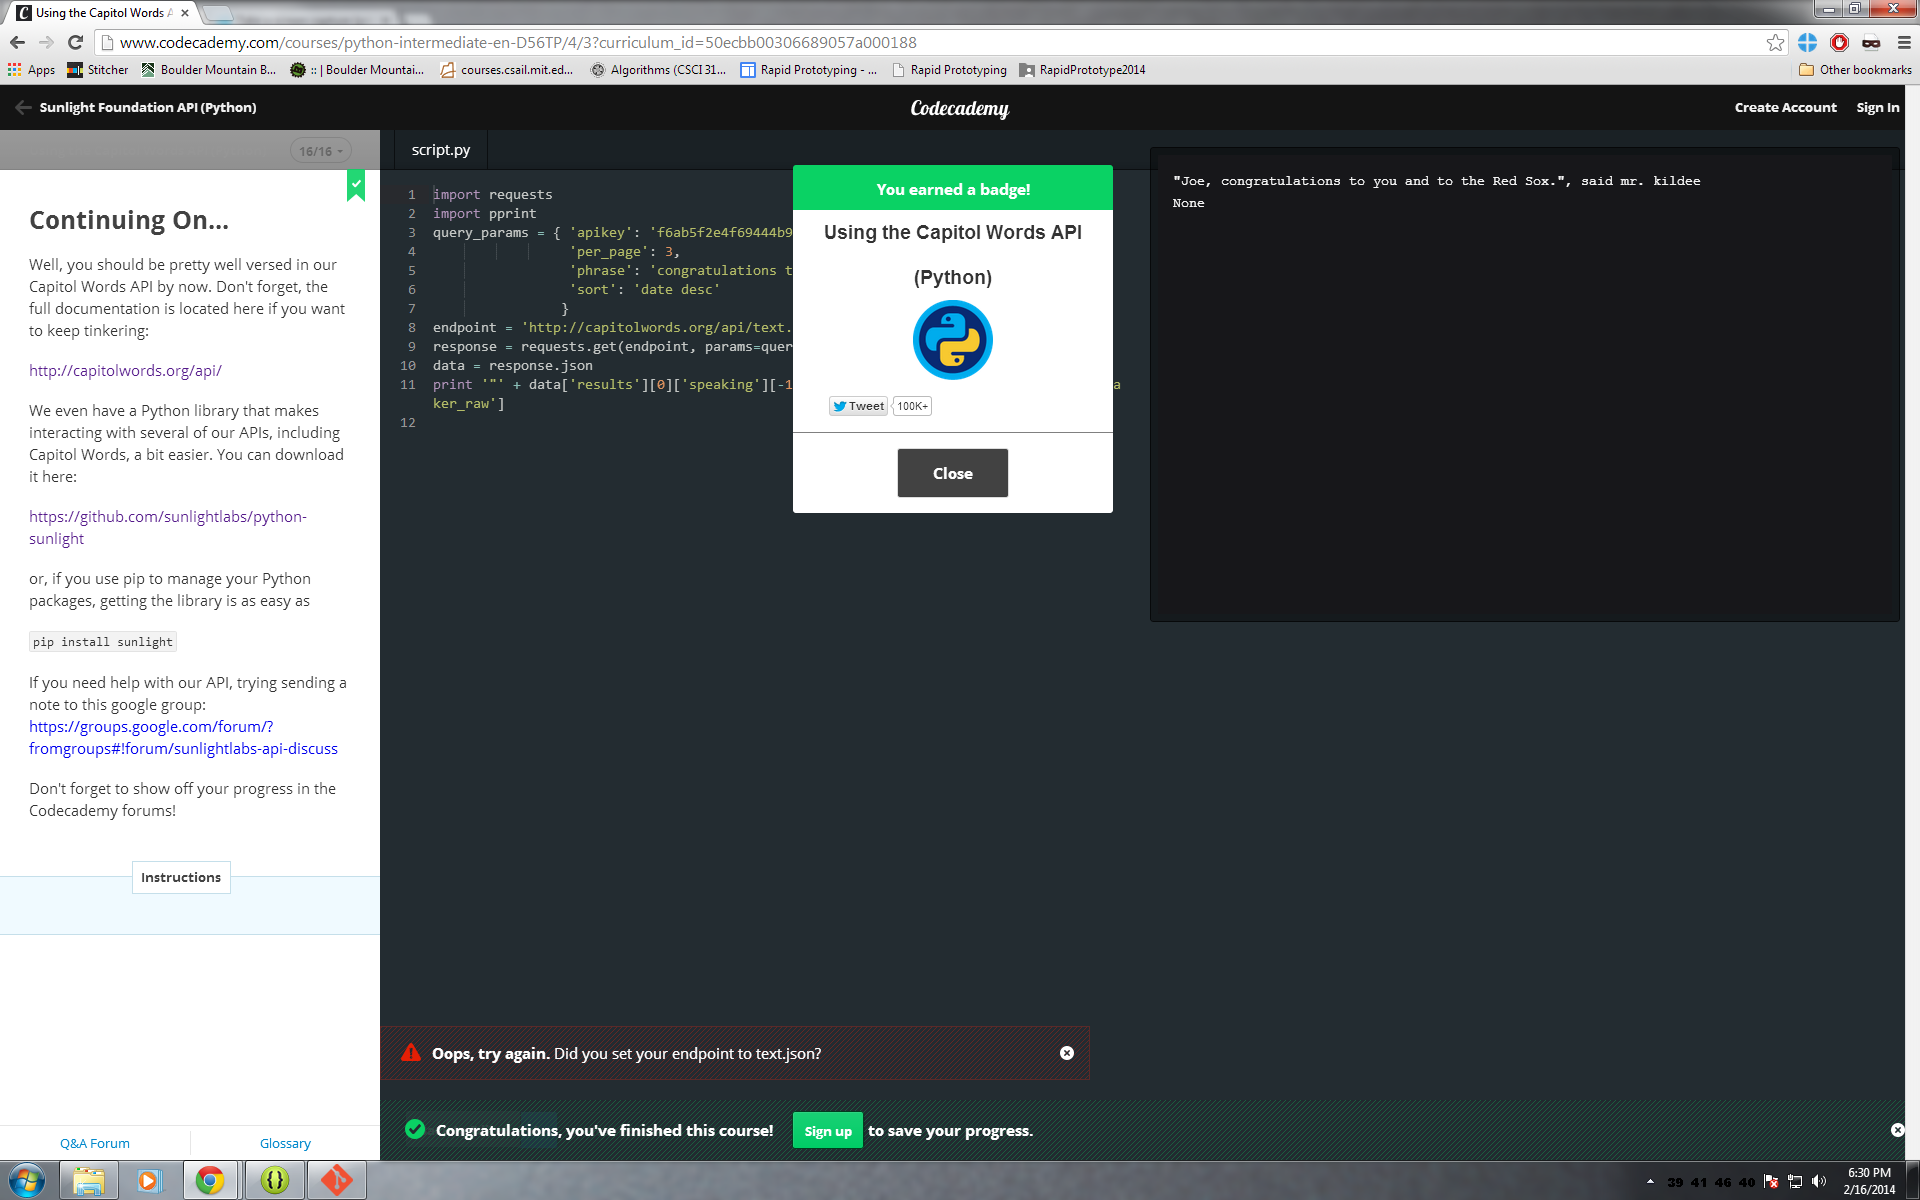 Using the Capitol Words A
www.codecademy.com/courses/python-intermediate-en-D56TP/4/3?curriculum_id=50ecbb00306689057a000188
Apps Stitcher Boulder Mountain B... :: | Boulder Mountai... courses.csail.mit.ed... Algorithms (CSCI 31... Rapid Prototyping - ... Rapid Prototyping RapidPrototype2014 Other bookmarks
Sunlight Foundation API (Python) Codecademy Create Account Sign In
16/16
Continuing On...
Well, you should be pretty well versed in our
Capitol Words API by now. Don't forget, the
full documentation is located here if you want
to keep tinkering:
http://capitolwords.org/api/
We even have a Python library that makes
interacting with several of our APIs, including
Capitol Words, a bit easier. You can download
it here:
https://github.com/sunlightlabs/python-
sunlight
or, if you use pip to manage your Python
packages, getting the library is as easy as
pip install sunlight
If you need help with our API, trying sending a
note to this google group:
https://groups.google.com/forum/?
fromgroups#!forum/sunlightlabs-api-discuss
Don't forget to show off your progress in the
Codecademy forums!
Instructions
Q&A Forum Glossary
script.py
1 import requests
2 import pprint
3 query_params = { 'apikey': 'f6ab5f2e4f69444b9
4 'per_page': 3,
5 'phrase': 'congratulations t
6 'sort': 'date desc'
7 }
8 endpoint = 'http://capitolwords.org/api/text.
9 response = requests.get(endpoint, params=quer
10 data = response.json
11 print '"' + data['results'][0]['speaking'][-1 a
ker_raw']
12
You earned a badge!
Using the Capitol Words API
(Python)
Tweet 100K+
Close
"Joe, congratulations to you and to the Red Sox.", said mr. kildee
None
Oops, try again. Did you set your endpoint to text.json?
Congratulations, you've finished this course! Sign up to save your progress.
39 41 46 40
6:30 PM
2/16/2014